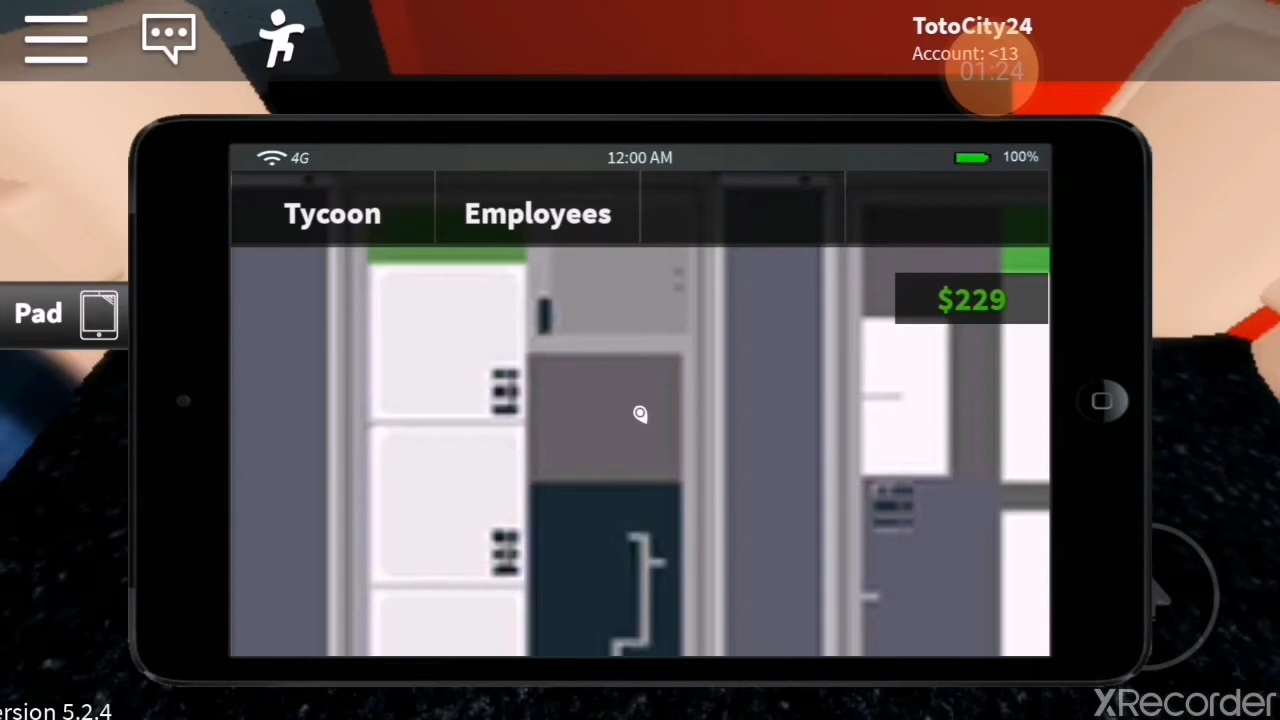 TotoCity24
Account: <13
01:24
4G
12:00 AM
100%
Tycoon
Employees
$229
Pad
ersion 5.2.4
XRecorder